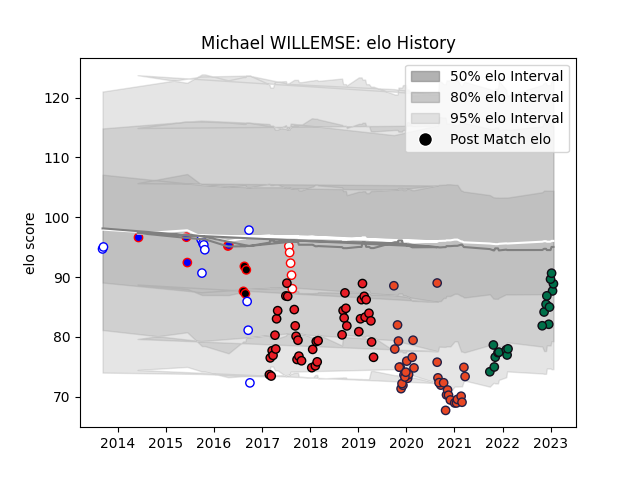 Michael WILLEMSE: elo History
50% elo Interval
80% elo Interval
95% elo Interval
Post Match elo
elo score
120
110
100
90
80
70
2014 2015 2016 2017 2018 2019 2020 2021 2022 2023